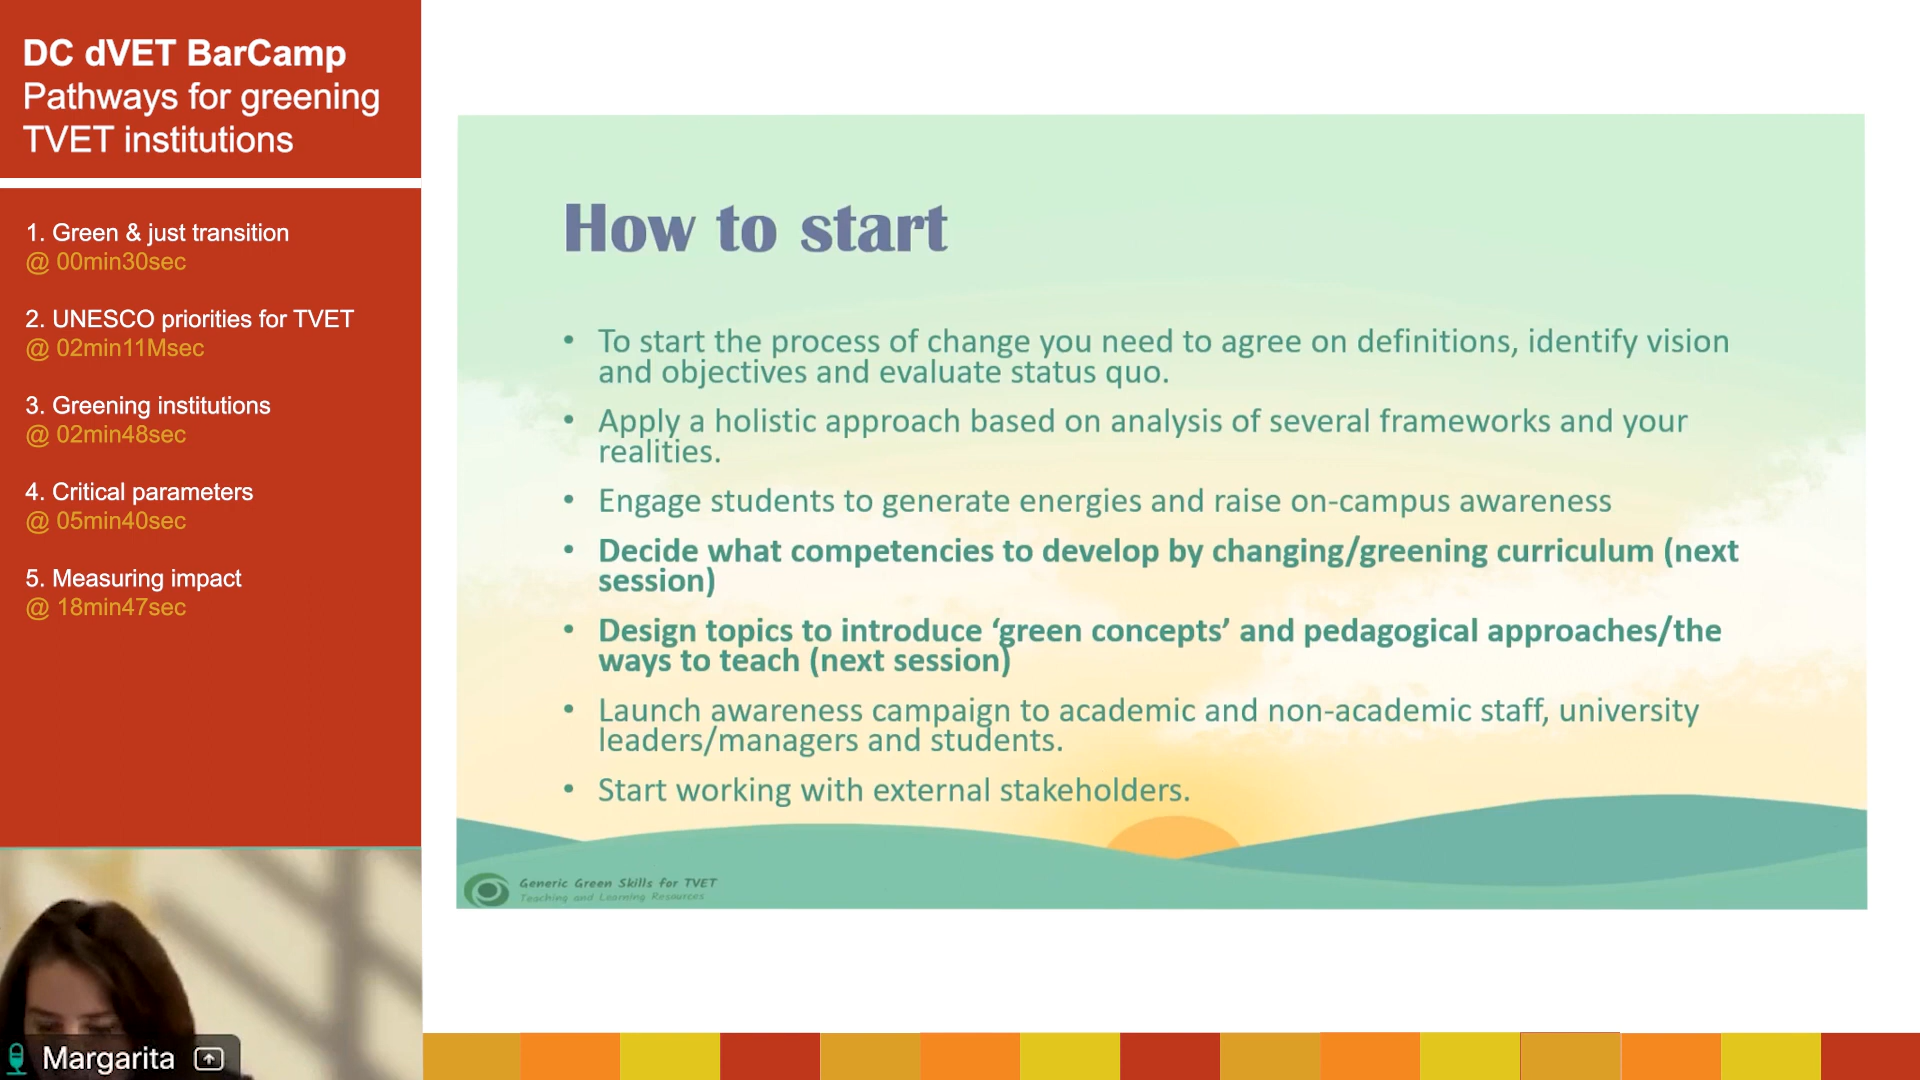 DC dVET BarCamp
Pathways for greening
TVET institutions
1. Green & just transition
@ 00min30sec
2. UNESCO priorities for TVET
@ 02min11Msec
3. Greening institutions
@ 02min48sec
4. Critical parameters
@ 05min40sec
5. Measuring impact
@ 18min47sec
Margarita
How to start
• To start the process of change you need to agree on definitions, identify vision
and objectives and evaluate status quo.
• Apply a holistic approach based on analysis of several frameworks and your
realities.
• Engage students to generate energies and raise on-campus awareness
• Decide what competencies to develop by changing/greening curriculum (next
session)
• Design topics to introduce ‘green concepts’ and pedagogical approaches/the
ways to teach (next session)
• Launch awareness campaign to academic and non-academic staff, university
leaders/managers and students.
• Start working with external stakeholders.
Generic Green Skills for TVET
Teaching and Learning Resources